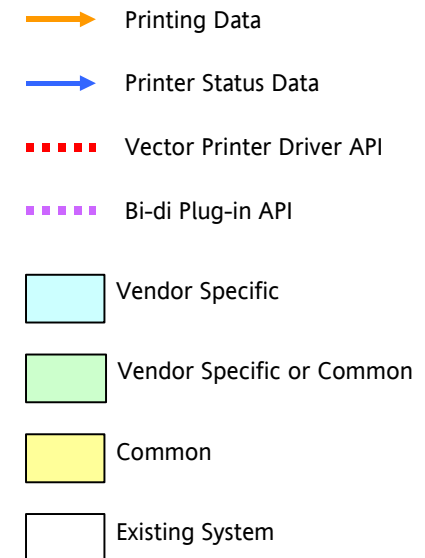 Printing Data
Printer Status Data
Vector Printer Driver API
Bi-di Plug-in API
Vendor Specific
Vendor Specific or Common
Common
Existing System